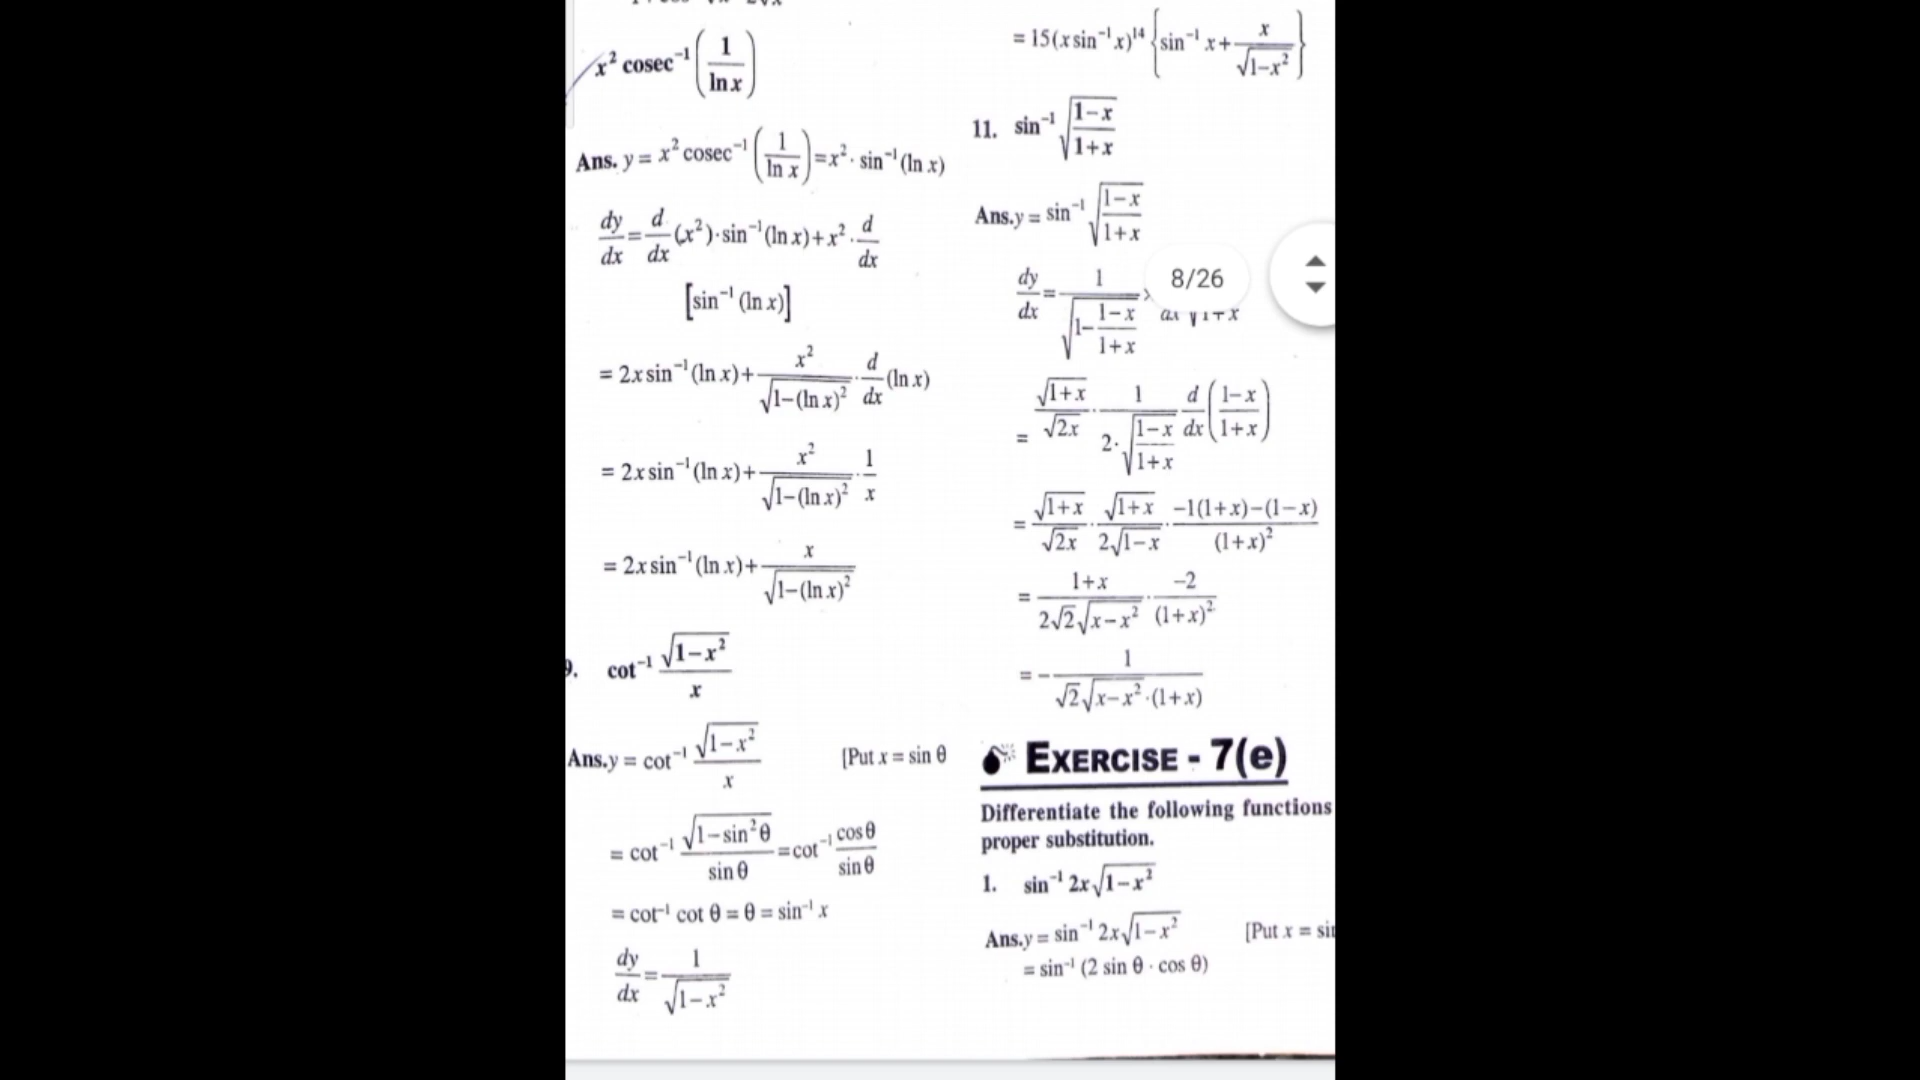 x² cosec⁻¹(1/ln x)
Ans. y = x² cosec⁻¹(1/ln x) = x² · sin⁻¹(ln x)
dy/dx = d/dx (x²)·sin⁻¹(ln x) + x² · d/dx
[sin⁻¹ (ln x)]
= 2x sin⁻¹(ln x) + x²/√(1−(ln x)²) · d/dx (ln x)
= 2x sin⁻¹(ln x) + x²/√(1−(ln x)²) · 1/x
= 2x sin⁻¹(ln x) + x/√(1−(ln x)²)
9. cot⁻¹ √(1−x²)/x
Ans. y = cot⁻¹ √(1−x²)/x [Put x = sin θ
= cot⁻¹ √(1−sin²θ)/sin θ = cot⁻¹ cos θ/sin θ
= cot⁻¹ cot θ = θ = sin⁻¹ x
dy/dx = 1/√(1−x²)
= 15(x sin⁻¹ x)¹⁴ {sin⁻¹ x + x/√(1−x²)}
11. sin⁻¹ √((1−x)/(1+x))
Ans. y = sin⁻¹ √((1−x)/(1+x))
dy/dx = 1/√(1−(1−x)/(1+x))
8/26
= √(1+x)/√(2x) · 1/(2·√((1−x)/(1+x))) d/dx ((1−x)/(1+x))
= √(1+x)/√(2x) · √(1+x)/(2√(1−x)) · (−1(1+x)−(1−x))/(1+x)²
= (1+x)/(2√2 √(x−x²)) · −2/(1+x)²
= − 1/(√2 √(x−x²) · (1+x))
EXERCISE - 7(e)
Differentiate the following functions
proper substitution.
1. sin⁻¹ 2x√(1−x²)
Ans. y = sin⁻¹ 2x√(1−x²) [Put x =
= sin⁻¹ (2 sin θ · cos θ)